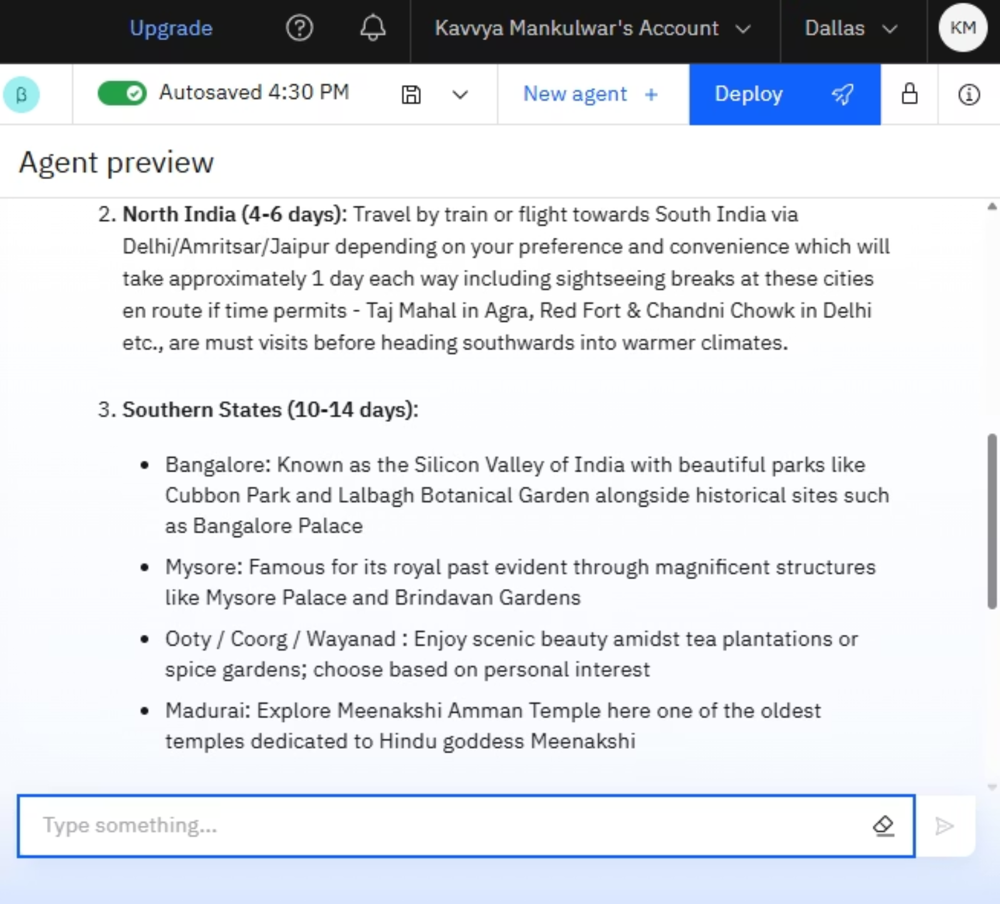 Upgrade
Kavvya Mankulwar's Account
Dallas
KM
β
Autosaved 4:30 PM
New agent +
Deploy
Agent preview
2. North India (4-6 days): Travel by train or flight towards South India via
Delhi/Amritsar/Jaipur depending on your preference and convenience which will
take approximately 1 day each way including sightseeing breaks at these cities
en route if time permits - Taj Mahal in Agra, Red Fort & Chandni Chowk in Delhi
etc., are must visits before heading southwards into warmer climates.
3. Southern States (10-14 days):
• Bangalore: Known as the Silicon Valley of India with beautiful parks like
Cubbon Park and Lalbagh Botanical Garden alongside historical sites such
as Bangalore Palace
• Mysore: Famous for its royal past evident through magnificent structures
like Mysore Palace and Brindavan Gardens
• Ooty / Coorg / Wayanad : Enjoy scenic beauty amidst tea plantations or
spice gardens; choose based on personal interest
• Madurai: Explore Meenakshi Amman Temple here one of the oldest
temples dedicated to Hindu goddess Meenakshi
Type something...